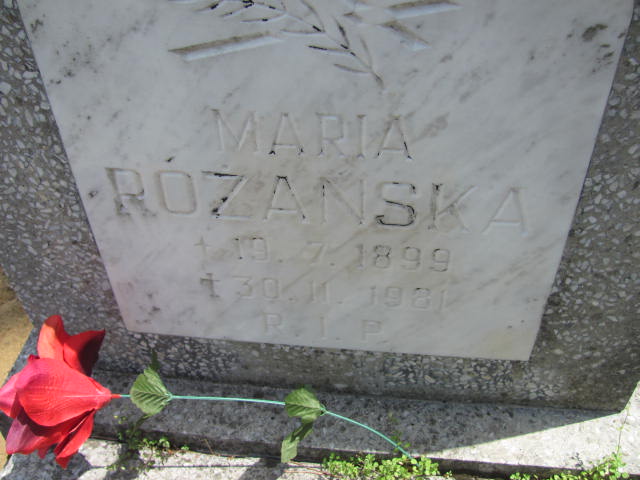 MARIA
ROZANSKA
† 19. 7. 1899
† 30. 11. 1981
R. I. P.